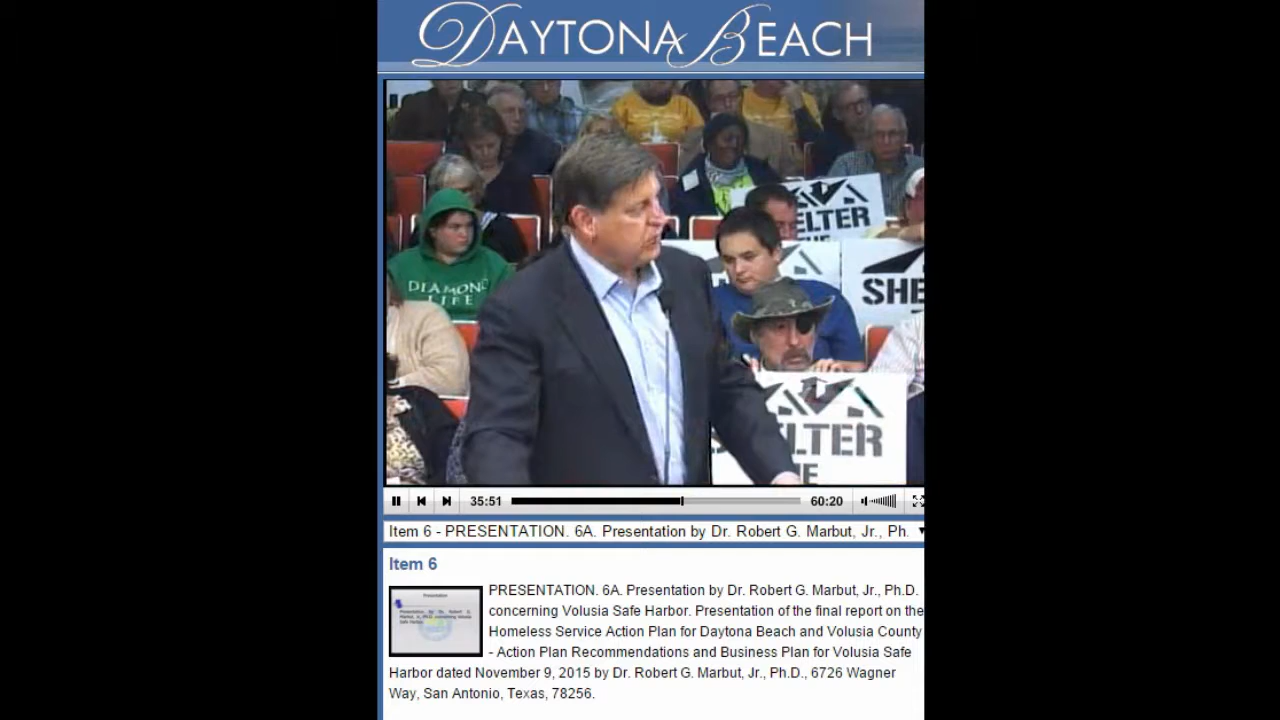 DAYTONA BEACH
ELTER
THE
DIAMOND
LIFE
SHE
SHELTER
HE
35:51
60:20
Item 6 - PRESENTATION. 6A. Presentation by Dr. Robert G. Marbut, Jr., Ph.
Item 6
Presentation
PRESENTATION. 6A. Presentation by Dr. Robert G. Marbut, Jr., Ph.D.
concerning Volusia Safe Harbor. Presentation of the final report on the
Homeless Service Action Plan for Daytona Beach and Volusia County
- Action Plan Recommendations and Business Plan for Volusia Safe
Harbor dated November 9, 2015 by Dr. Robert G. Marbut, Jr., Ph.D., 6726 Wagner
Way, San Antonio, Texas, 78256.